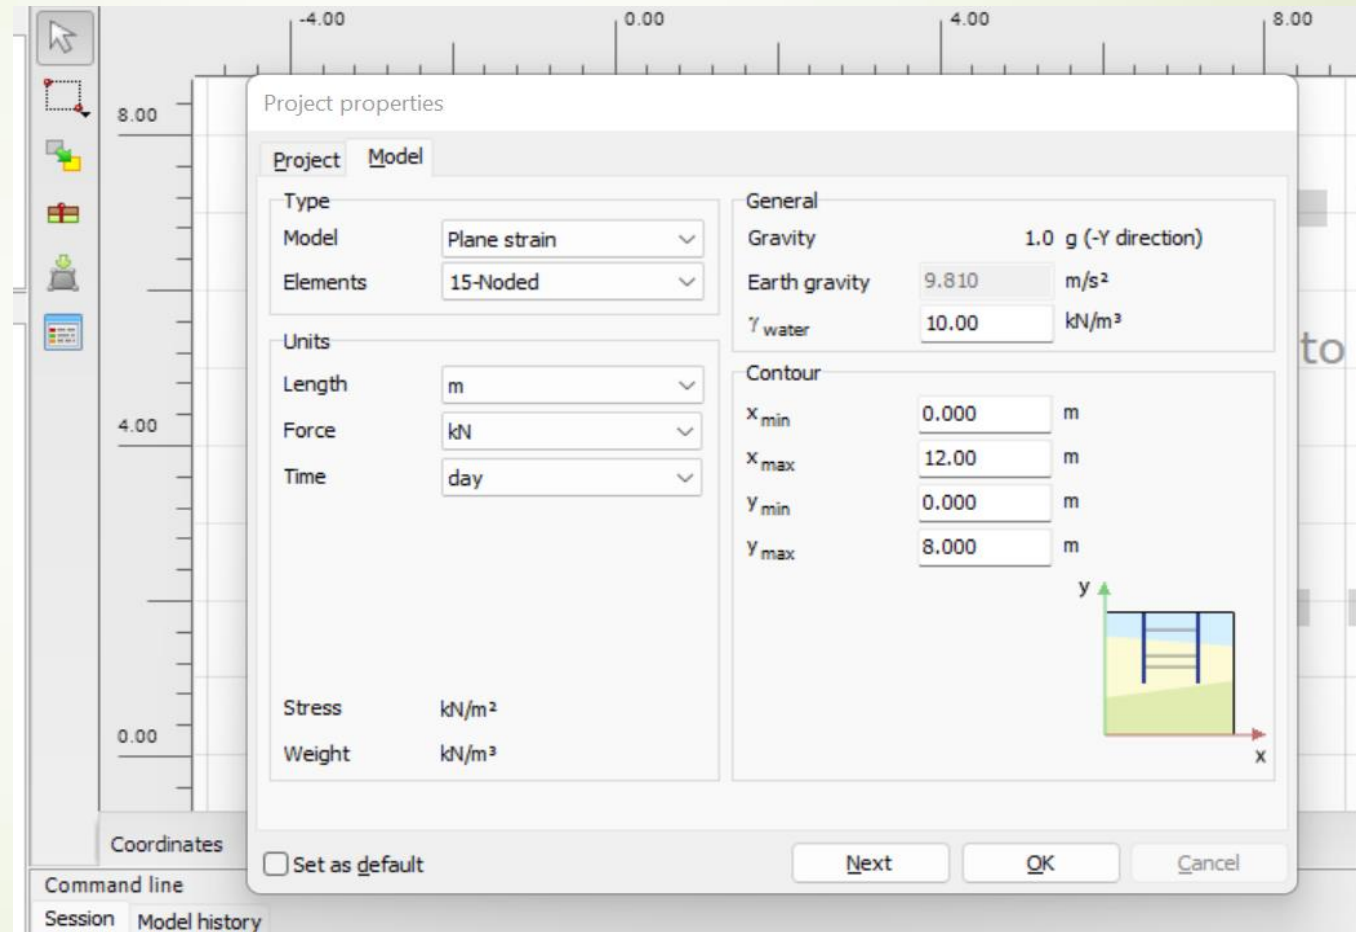 -4.00 0.00 4.00 8.00
8.00
4.00
0.00
Project properties
Project Model
Type
Model Plane strain
Elements 15-Noded
Units
Length m
Force kN
Time day
Stress kN/m²
Weight kN/m³
General
Gravity 1.0 g (-Y direction)
Earth gravity 9.810 m/s²
γ water 10.00 kN/m³
Contour
x min 0.000 m
x max 12.00 m
y min 0.000 m
y max 8.000 m
y
x
to
Set as default Next OK Cancel
Coordinates
Command line
Session Model history